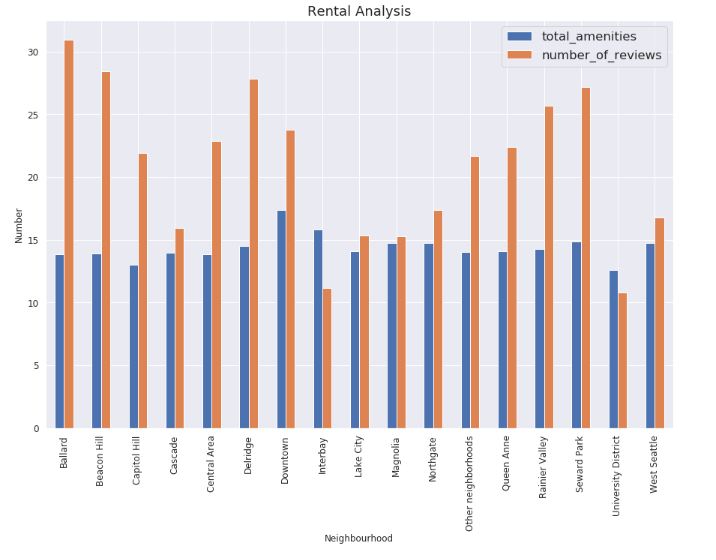 Rental Analysis
total_amenities
number_of_reviews
Number
30
25
20
15
10
5
0
Ballard
Beacon Hill
Capitol Hill
Cascade
Central Area
Delridge
Downtown
Interbay
Lake City
Magnolia
Northgate
Other neighborhoods
Queen Anne
Rainier Valley
Seward Park
University District
West Seattle
Neighbourhood